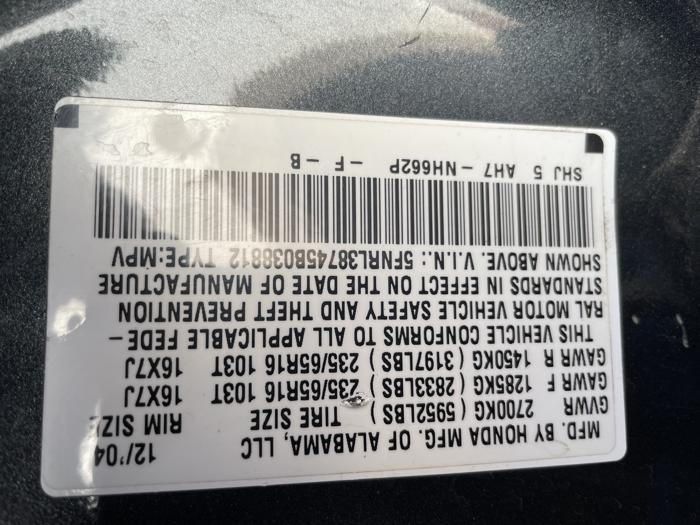 MFD. BY HONDA MFG. OF ALABAMA, LLC 12/'04
GVWR 2700KG ( 5952LBS ) TIRE SIZE RIM SIZE
GAWR F 1285KG ( 2833LBS ) 235/65R16 103T 16X7J
GAWR R 1450KG ( 3197LBS ) 235/65R16 103T 16X7J
THIS VEHICLE CONFORMS TO ALL APPLICABLE FEDE-
RAL MOTOR VEHICLE SAFETY AND THEFT PREVENTION
STANDARDS IN EFFECT ON THE DATE OF MANUFACTURE
SHOWN ABOVE. V.I.N.: 5FNRL38745B038812 TYPE:MPV
SHJ 5 AH7-NH662P -F-B